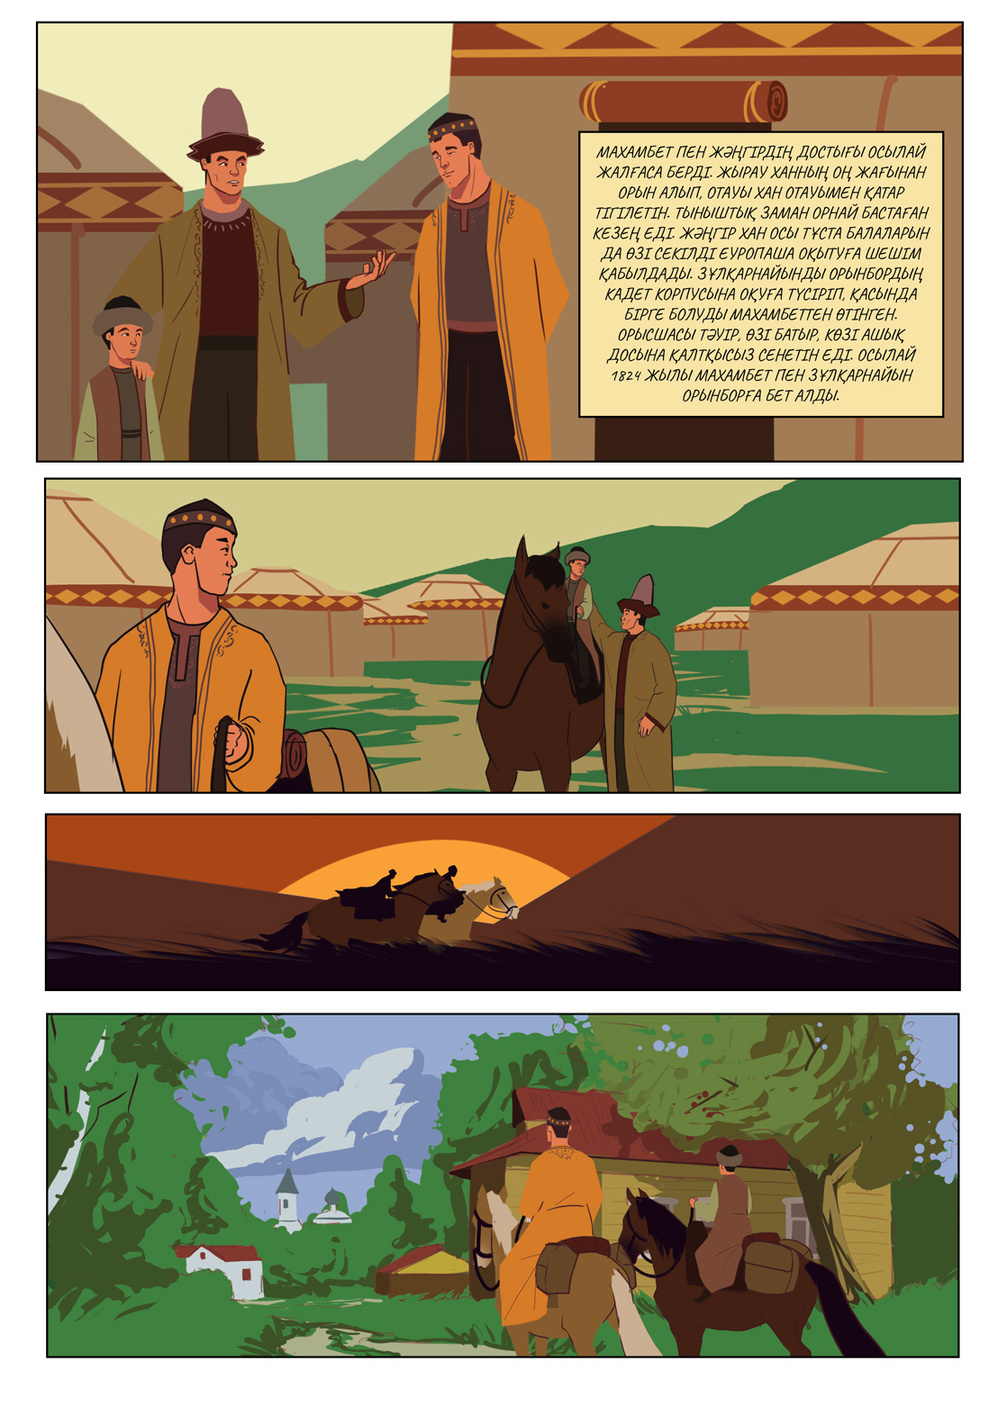 МАХАМБЕТ ПЕН ЖӘҢГІРДІҢ ДОСТЫҒЫ ОСЫЛАЙ
ЖАЛҒАСА БЕРДІ. ЖЫРАУ ХАННЫҢ ОҢ ЖАҒЫНАН
ОРЫН АЛЫП, ОТАУЫ ХАН ОТАУЫМЕН ҚАТАР
ТІГІЛЕТІН. ТЫНЫШТЫҚ ЗАМАН ОРНАЙ БАСТАҒАН
КЕЗЕҢ ЕДІ. ЖӘҢГІР ХАН ОСЫ ТҰСТА БАЛАЛАРЫН
ДА ӨЗІ СЕКІЛДІ ЕУРОПАША ОҚЫТУҒА ШЕШІМ
ҚАБЫЛДАДЫ. ЗҰЛҚАРНАЙЫНДЫ ОРЫНБОРДЫҢ
КАДЕТ КОРПУСЫНА ОҚУҒА ТҮСІРІП, ҚАСЫНДА
БІРГЕ БОЛУДЫ МАХАМБЕТТЕН ӨТІНГЕН.
ОРЫСШАСЫ ТӘУІР, ӨЗІ БАТЫР, КӨЗІ АШЫҚ
ДОСЫНА ҚАЛТҚЫСЫЗ СЕНЕТІН ЕДІ. ОСЫЛАЙ
1824 ЖЫЛЫ МАХАМБЕТ ПЕН ЗҰЛҚАРНАЙЫН
ОРЫНБОРҒА БЕТ АЛДЫ.